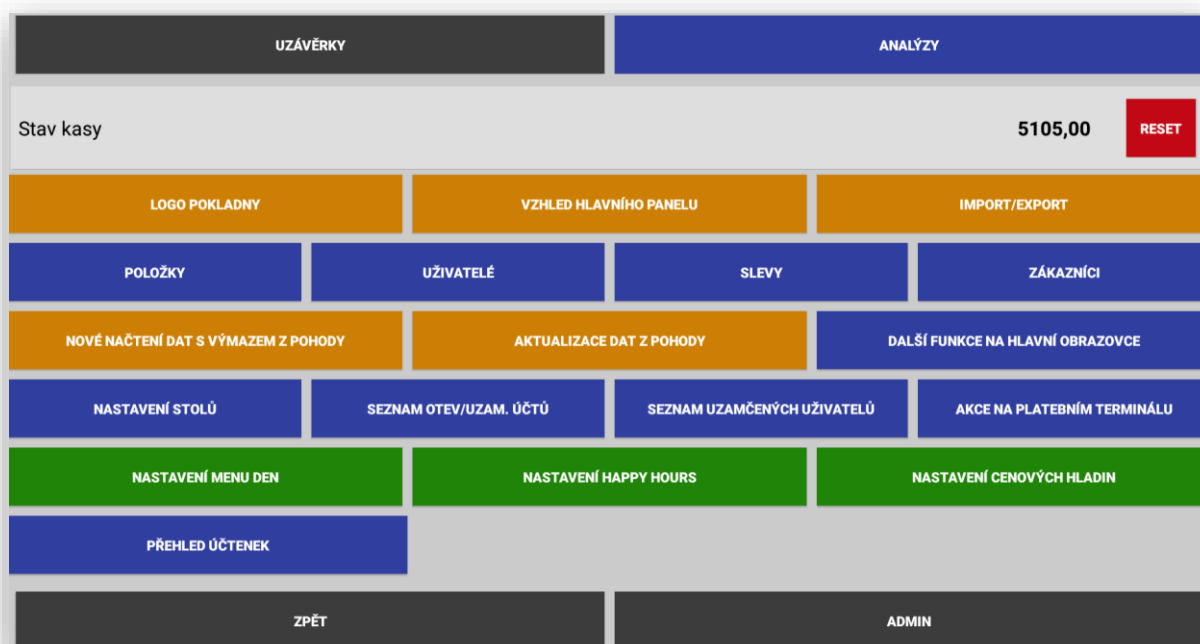 UZÁVĚRKY ANALÝZY
Stav kasy 5105,00 RESET
LOGO POKLADNY VZHLED HLAVNÍHO PANELU IMPORT/EXPORT
POLOŽKY UŽIVATELÉ SLEVY ZÁKAZNÍCI
NOVÉ NAČTENÍ DAT S VÝMAZEM Z POHODY AKTUALIZACE DAT Z POHODY DALŠÍ FUNKCE NA HLAVNÍ OBRAZOVCE
NASTAVENÍ STOLŮ SEZNAM OTEV/UZAM. ÚČTŮ SEZNAM UZAMČENÝCH UŽIVATELŮ AKCE NA PLATEBNÍM TERMINÁLU
NASTAVENÍ MENU DEN NASTAVENÍ HAPPY HOURS NASTAVENÍ CENOVÝCH HLADIN
PŘEHLED ÚČTENEK
ZPĚT ADMIN